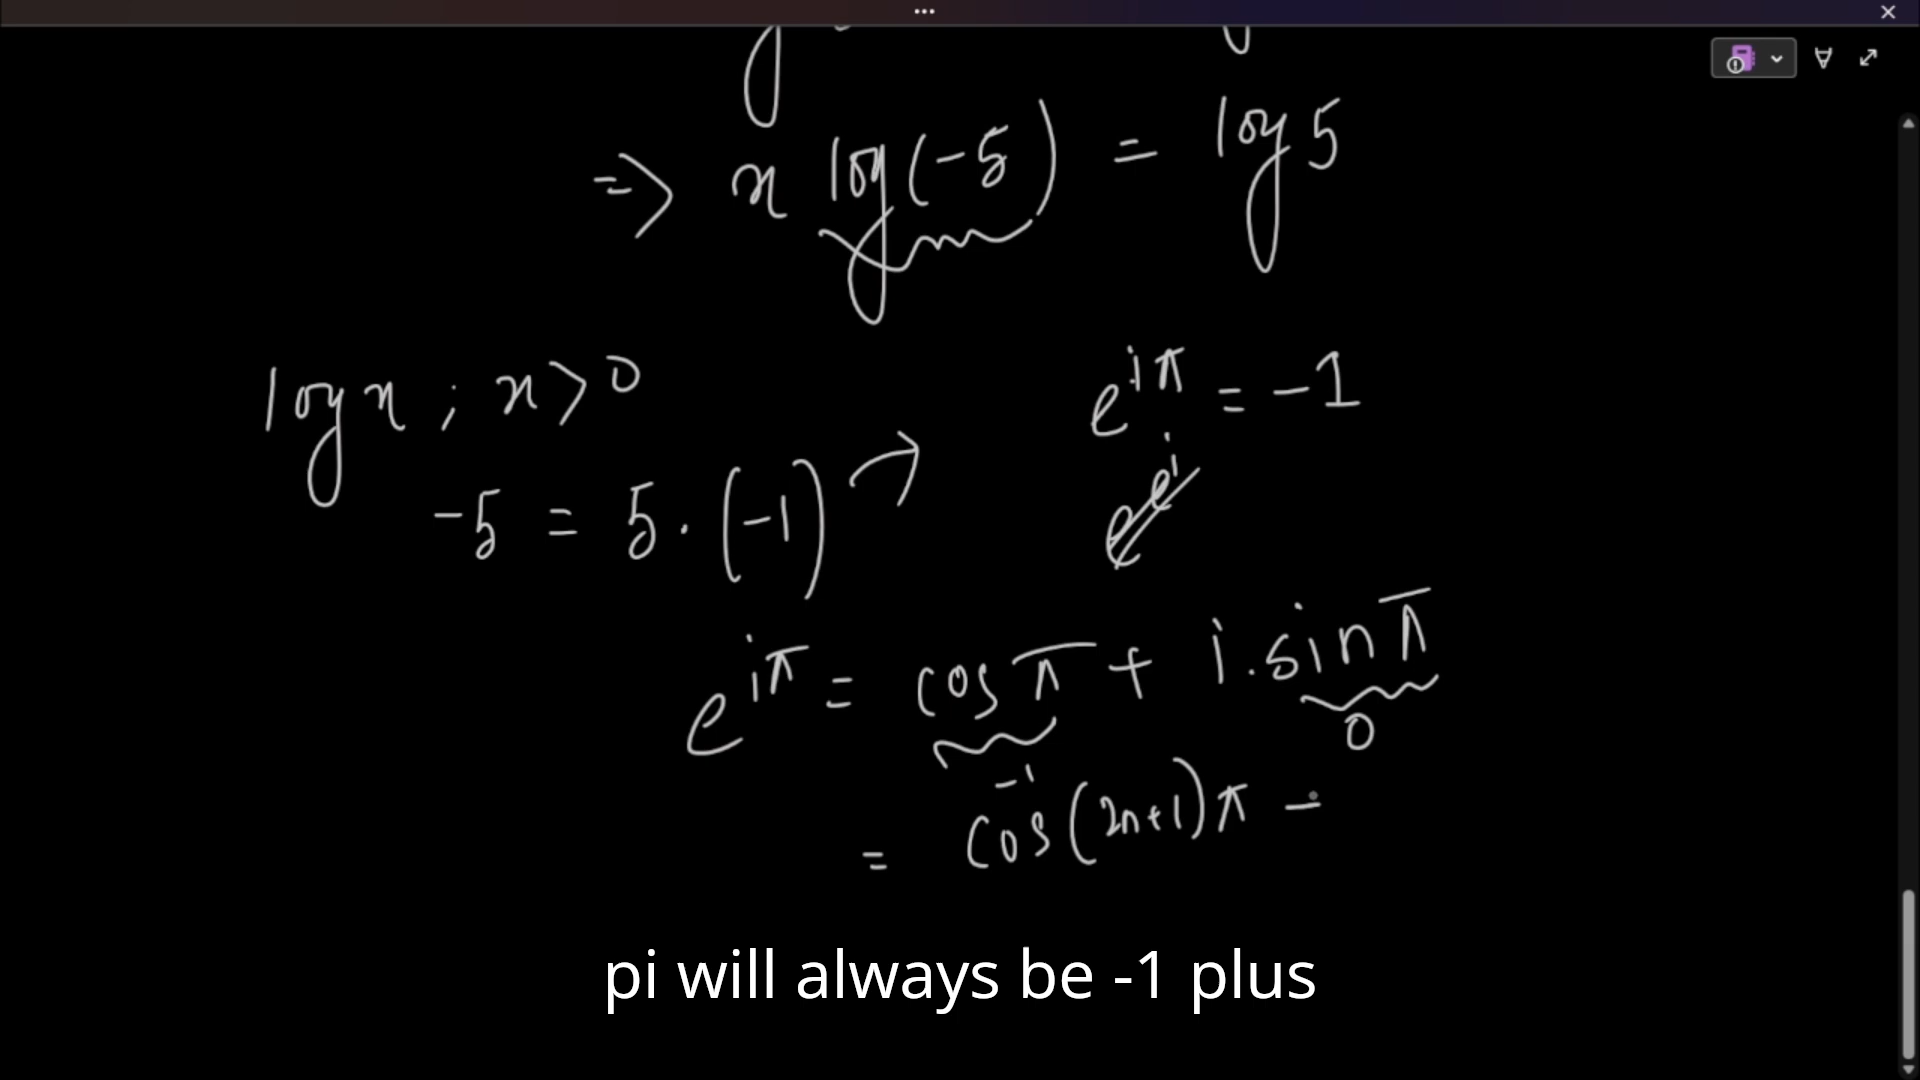 => x log(-5) = log 5
log x ; x > 0
e^{iπ} = -1
-5 = 5 . (-1) →
e^{iπ} = cos π + i . sin π
-1
0
= cos (2n+1)π -
pi will always be -1 plus